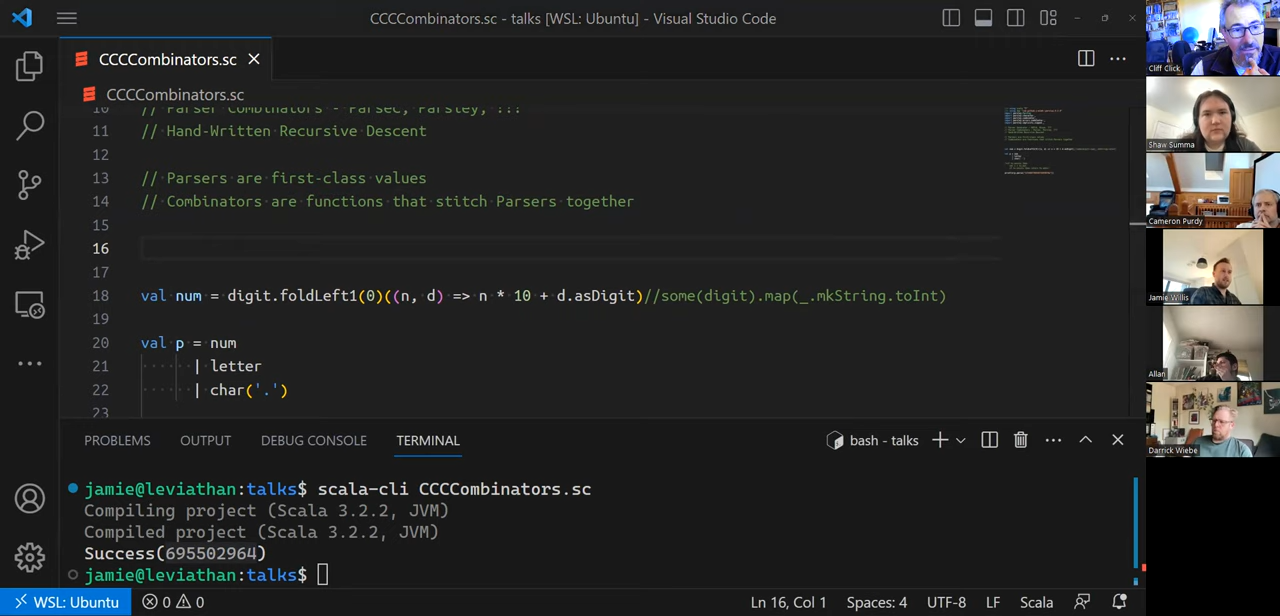 CCCCombinators.sc - talks [WSL: Ubuntu] - Visual Studio Code
CCCCombinators.sc
CCCCombinators.sc
10 // Parser Combinators - Parsec, Parsley, !!!
11 // Hand-Written Recursive Descent
12
13 // Parsers are first-class values
14 // Combinators are functions that stitch Parsers together
15
16
17
18 val num = digit.foldLeft1(0)((n, d) => n * 10 + d.asDigit)//some(digit).map(_.mkString.toInt)
19
20 val p = num
21 | letter
22 | char('.')
23
PROBLEMS OUTPUT DEBUG CONSOLE TERMINAL bash - talks
jamie@leviathan:talks$ scala-cli CCCCombinators.sc
Compiling project (Scala 3.2.2, JVM)
Compiled project (Scala 3.2.2, JVM)
Success(695502964)
jamie@leviathan:talks$
WSL: Ubuntu 0 0 Ln 16, Col 1 Spaces: 4 UTF-8 LF Scala
Cliff Click
Shaw Summa
Cameron Purdy
Jamie Willis
Allan
Darrick Wiebe